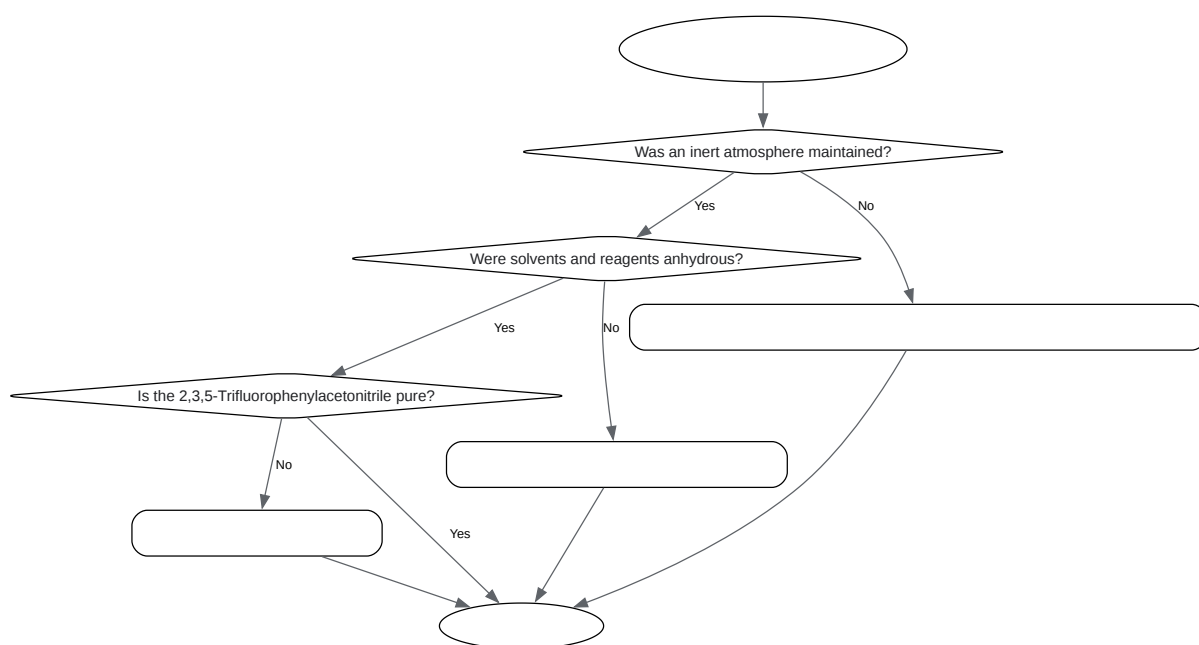 Was an inert atmosphere maintained?
Yes
No
Were solvents and reagents anhydrous?
Yes
No
Is the 2,3,5-Trifluorophenylacetonitrile pure?
No
Yes